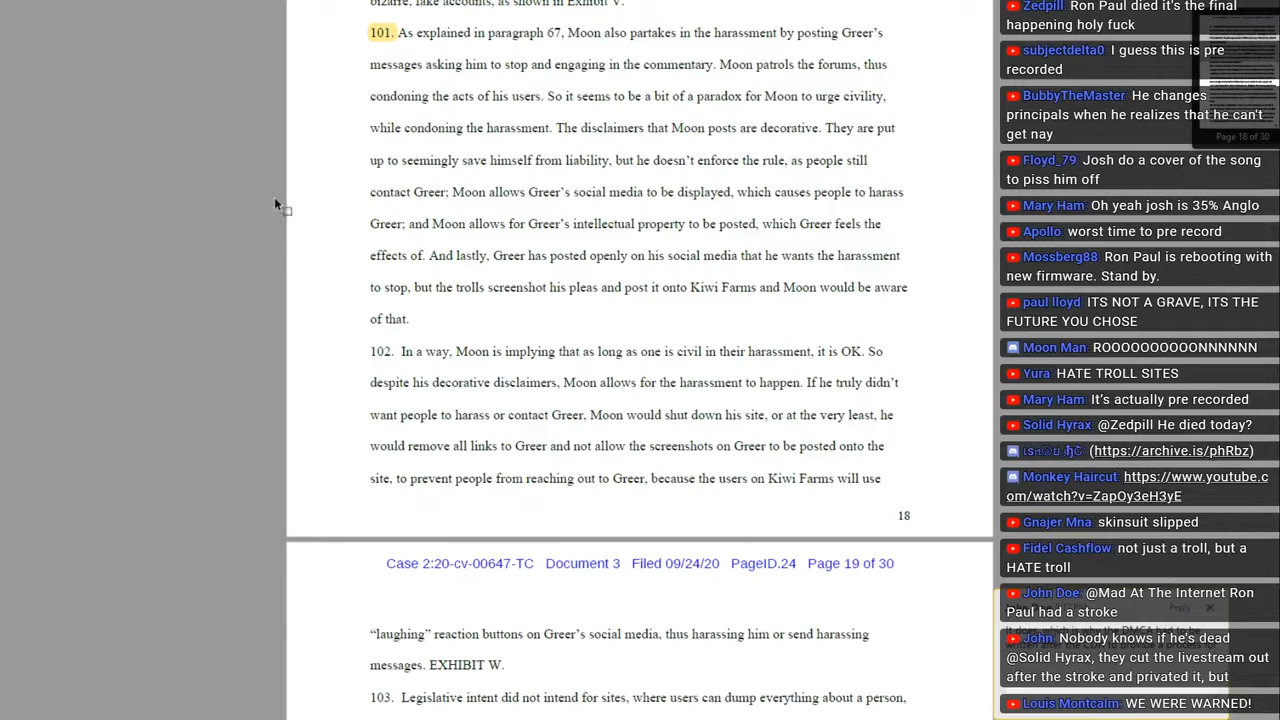 bizarre, fake accounts, as shown in Exhibit V.
101. As explained in paragraph 67, Moon also partakes in the harassment by posting Greer's
messages asking him to stop and engaging in the commentary. Moon patrols the forums, thus
condoning the acts of his users. So it seems to be a bit of a paradox for Moon to urge civility,
while condoning the harassment. The disclaimers that Moon posts are decorative. They are put
up to seemingly save himself from liability, but he doesn't enforce the rule, as people still
contact Greer; Moon allows Greer's social media to be displayed, which causes people to harass
Greer; and Moon allows for Greer's intellectual property to be posted, which Greer feels the
effects of. And lastly, Greer has posted openly on his social media that he wants the harassment
to stop, but the trolls screenshot his pleas and post it onto Kiwi Farms and Moon would be aware
of that.
102. In a way, Moon is implying that as long as one is civil in their harassment, it is OK. So
despite his decorative disclaimers, Moon allows for the harassment to happen. If he truly didn't
want people to harass or contact Greer, Moon would shut down his site, or at the very least, he
would remove all links to Greer and not allow the screenshots on Greer to be posted onto the
site, to prevent people from reaching out to Greer, because the users on Kiwi Farms will use
18
Case 2:20-cv-00647-TC Document 3 Filed 09/24/20 PageID.24 Page 19 of 30
“laughing” reaction buttons on Greer's social media, thus harassing him or send harassing
messages. EXHIBIT W.
103. Legislative intent did not intend for sites, where users can dump everything about a person,
Zedpill: Ron Paul died it's the final
happening holy fuck
subjectdelta0: I guess this is pre
recorded
BubbyTheMaster: He changes
principals when he realizes that he can't
get nay
Page 18 of 30
Floyd_79: Josh do a cover of the song
to piss him off
Mary Ham: Oh yeah josh is 35% Anglo
Apollo: worst time to pre record
Mossberg88: Ron Paul is rebooting with
new firmware. Stand by.
paul lloyd: ITS NOT A GRAVE, ITS THE
FUTURE YOU CHOSE
Moon Man: ROOOOOOOOONNNNNN
Yura: HATE TROLL SITES
Mary Ham: It's actually pre recorded
Solid Hyrax: @Zedpill He died today?
(https://archive.is/phRbz)
Monkey Haircut: https://www.youtube.c
om/watch?v=ZapOy3eH3yE
Gnajer Mna: skinsuit slipped
Fidel Cashflow: not just a troll, but a
HATE troll
John Doe: @Mad At The Internet Ron
Paul had a stroke
Reply
John: Nobody knows if he's dead
@Solid Hyrax, they cut the livestream out
after the stroke and privated it, but
Louis Montcalm: WE WERE WARNED!